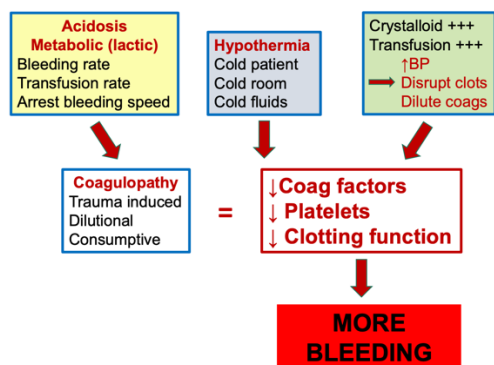 Acidosis
Metabolic (lactic)
Bleeding rate
Transfusion rate
Arrest bleeding speed
Hypothermia
Cold patient
Cold room
Cold fluids
Crystalloid +++
Transfusion +++
↑BP
Disrupt clots
Dilute coags
Coagulopathy
Trauma induced
Dilutional
Consumptive
=
↓Coag factors
↓ Platelets
↓ Clotting function
MORE
BLEEDING